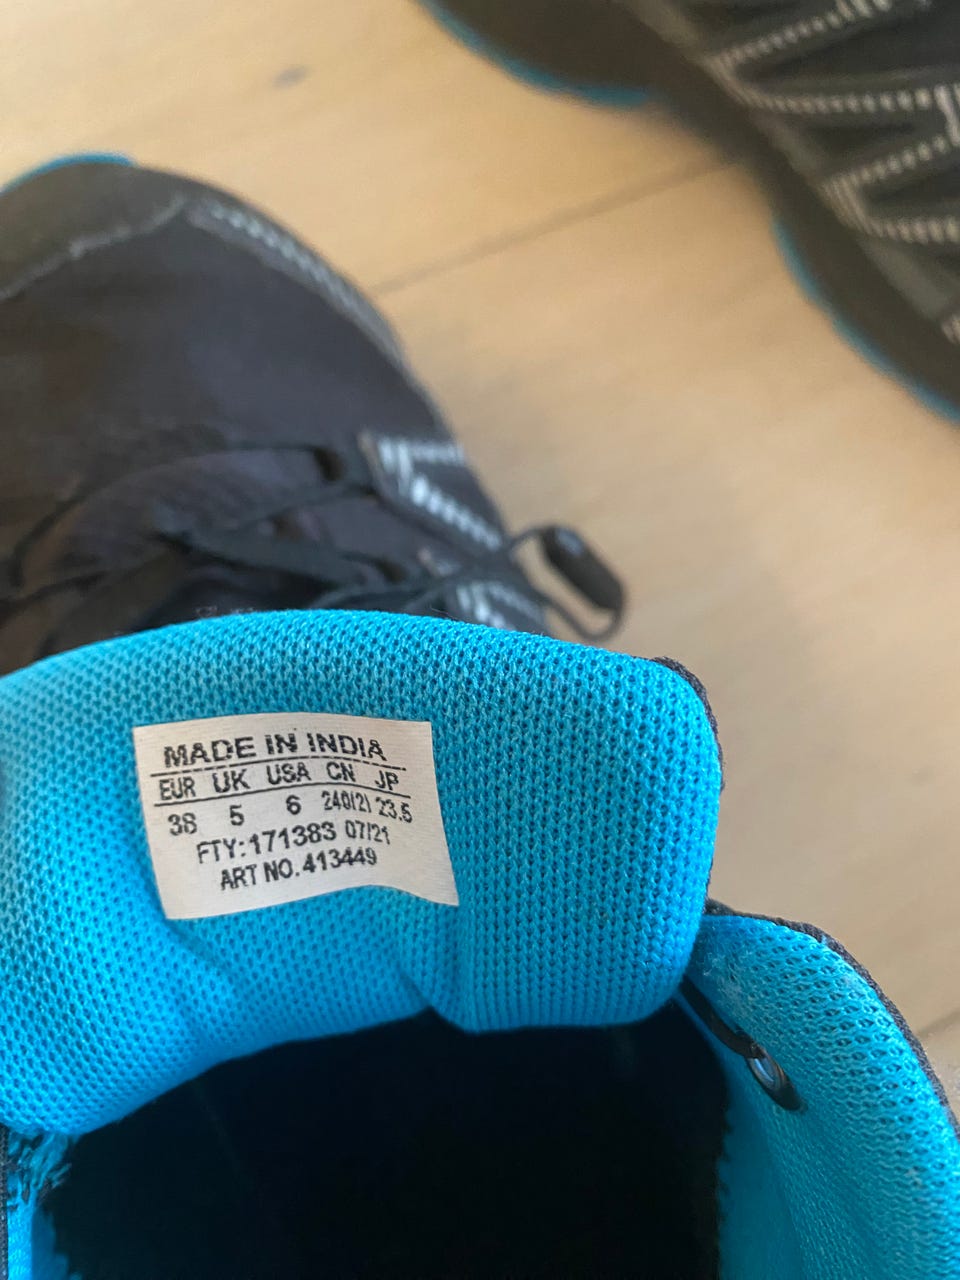 MADE IN INDIA
EUR UK USA CN JP
38 5 6 240(2) 23.5
FTY:171383 07/21
ART NO.413449